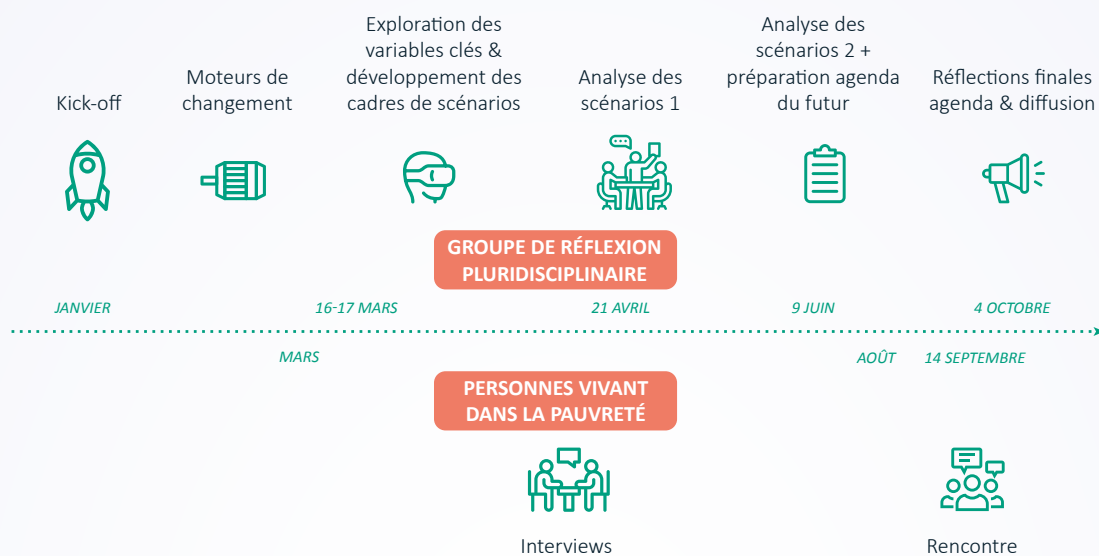 Kick-off
Moteurs de
changement
Exploration des
variables clés &
développement des
cadres de scénarios
Analyse des
scénarios 1
Analyse des
scénarios 2 +
préparation agenda
du futur
Réflections finales
agenda & diffusion
GROUPE DE RÉFLEXION
PLURIDISCIPLINAIRE
JANVIER
16-17 MARS
21 AVRIL
9 JUIN
4 OCTOBRE
MARS
AOÛT
14 SEPTEMBRE
PERSONNES VIVANT
DANS LA PAUVRETÉ
Interviews
Rencontre